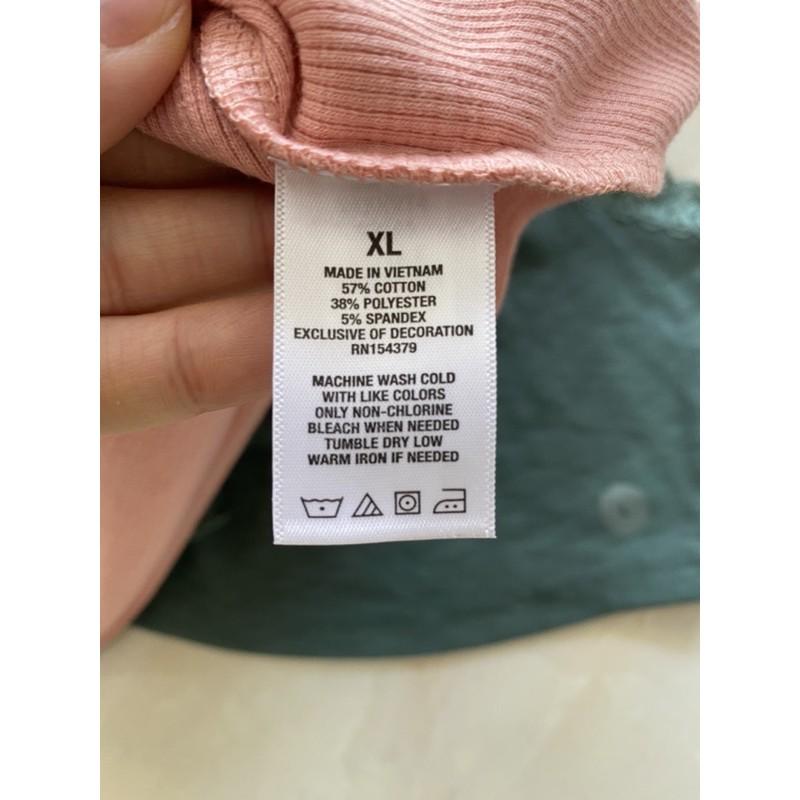 XL
MADE IN VIETNAM
57% COTTON
38% POLYESTER
5% SPANDEX
EXCLUSIVE OF DECORATION
RN154379
MACHINE WASH COLD
WITH LIKE COLORS
ONLY NON-CHLORINE
BLEACH WHEN NEEDED
TUMBLE DRY LOW
WARM IRON IF NEEDED